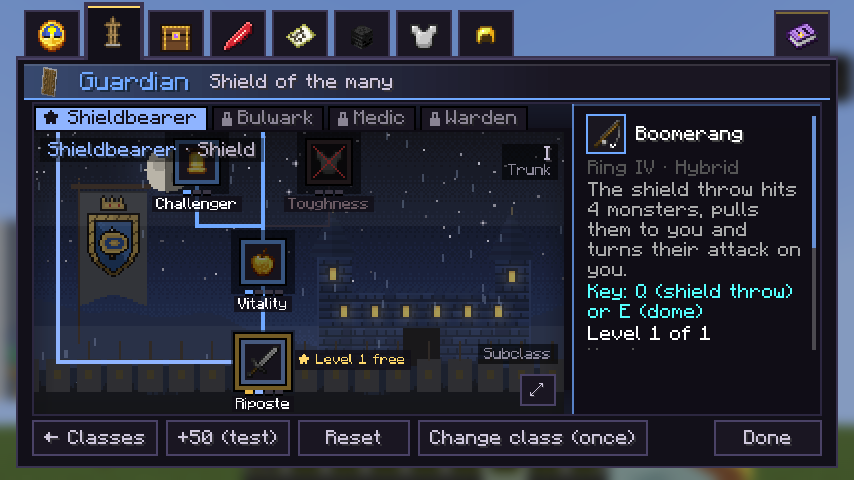 Guardian Shield of the many
Shieldbearer
Bulwark
Medic
Warden
Shieldbearer · Shield
I
Trunk
Challenger
Toughness
Vitality
Level 1 free
Subclass
Riposte
Boomerang
Ring IV · Hybrid
The shield throw hits
4 monsters, pulls
them to you and
turns their attack on
you.
Key: Q (shield throw)
or E (dome)
Level 1 of 1
← Classes
+50 (test)
Reset
Change class (once)
Done